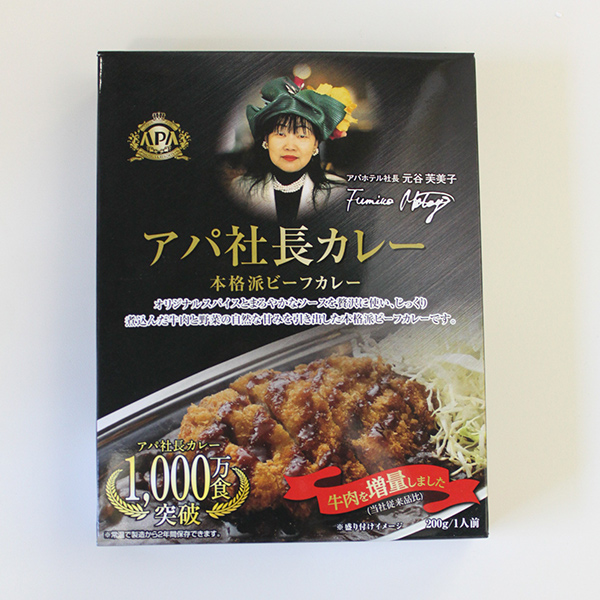 APA
アパホテル社長 元谷 芙美子
Fumiko Motoya
アパ社長カレー
本格派ビーフカレー
オリジナルスパイスとまろやかなソースを贅沢に使い、じっくり
煮込んだ牛肉と野菜の自然な甘みを引き出した本格派ビーフカレーです。
アパ社長カレー
1,000万食
突破
※常温で製造から2年間保存できます。
牛肉を増量しました
(当社従来品比)
※盛り付けイメージ
200g/1人前